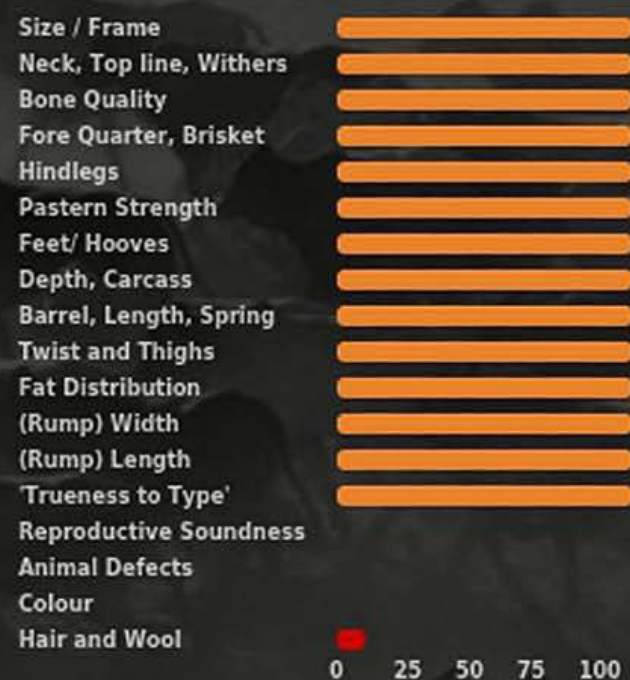 Size / Frame
Neck, Top line, Withers
Bone Quality
Fore Quarter, Brisket
Hindlegs
Pastern Strength
Feet/ Hooves
Depth, Carcass
Barrel, Length, Spring
Twist and Thighs
Fat Distribution
(Rump) Width
(Rump) Length
'Trueness to Type'
Reproductive Soundness
Animal Defects
Colour
Hair and Wool
0 25 50 75 100